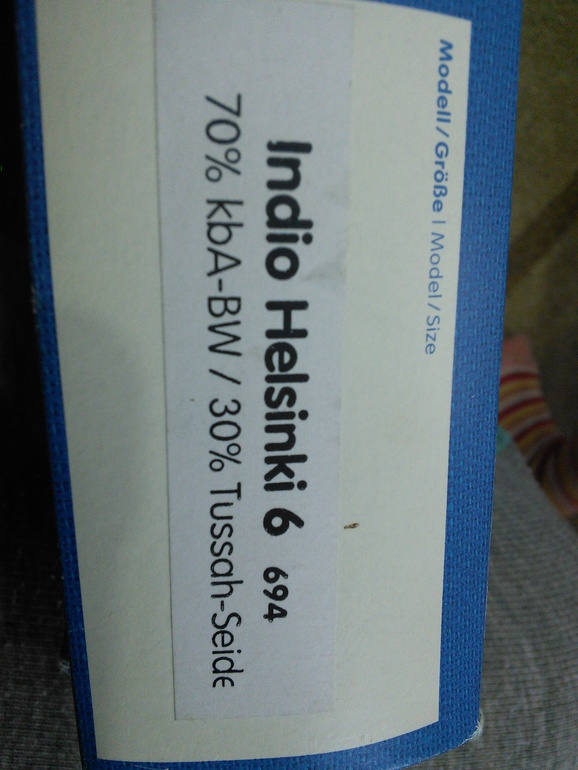 Modell/Größe | Model/Size
Indio Helsinki 6 694
70% kbA-BW / 30% Tussah-Seide